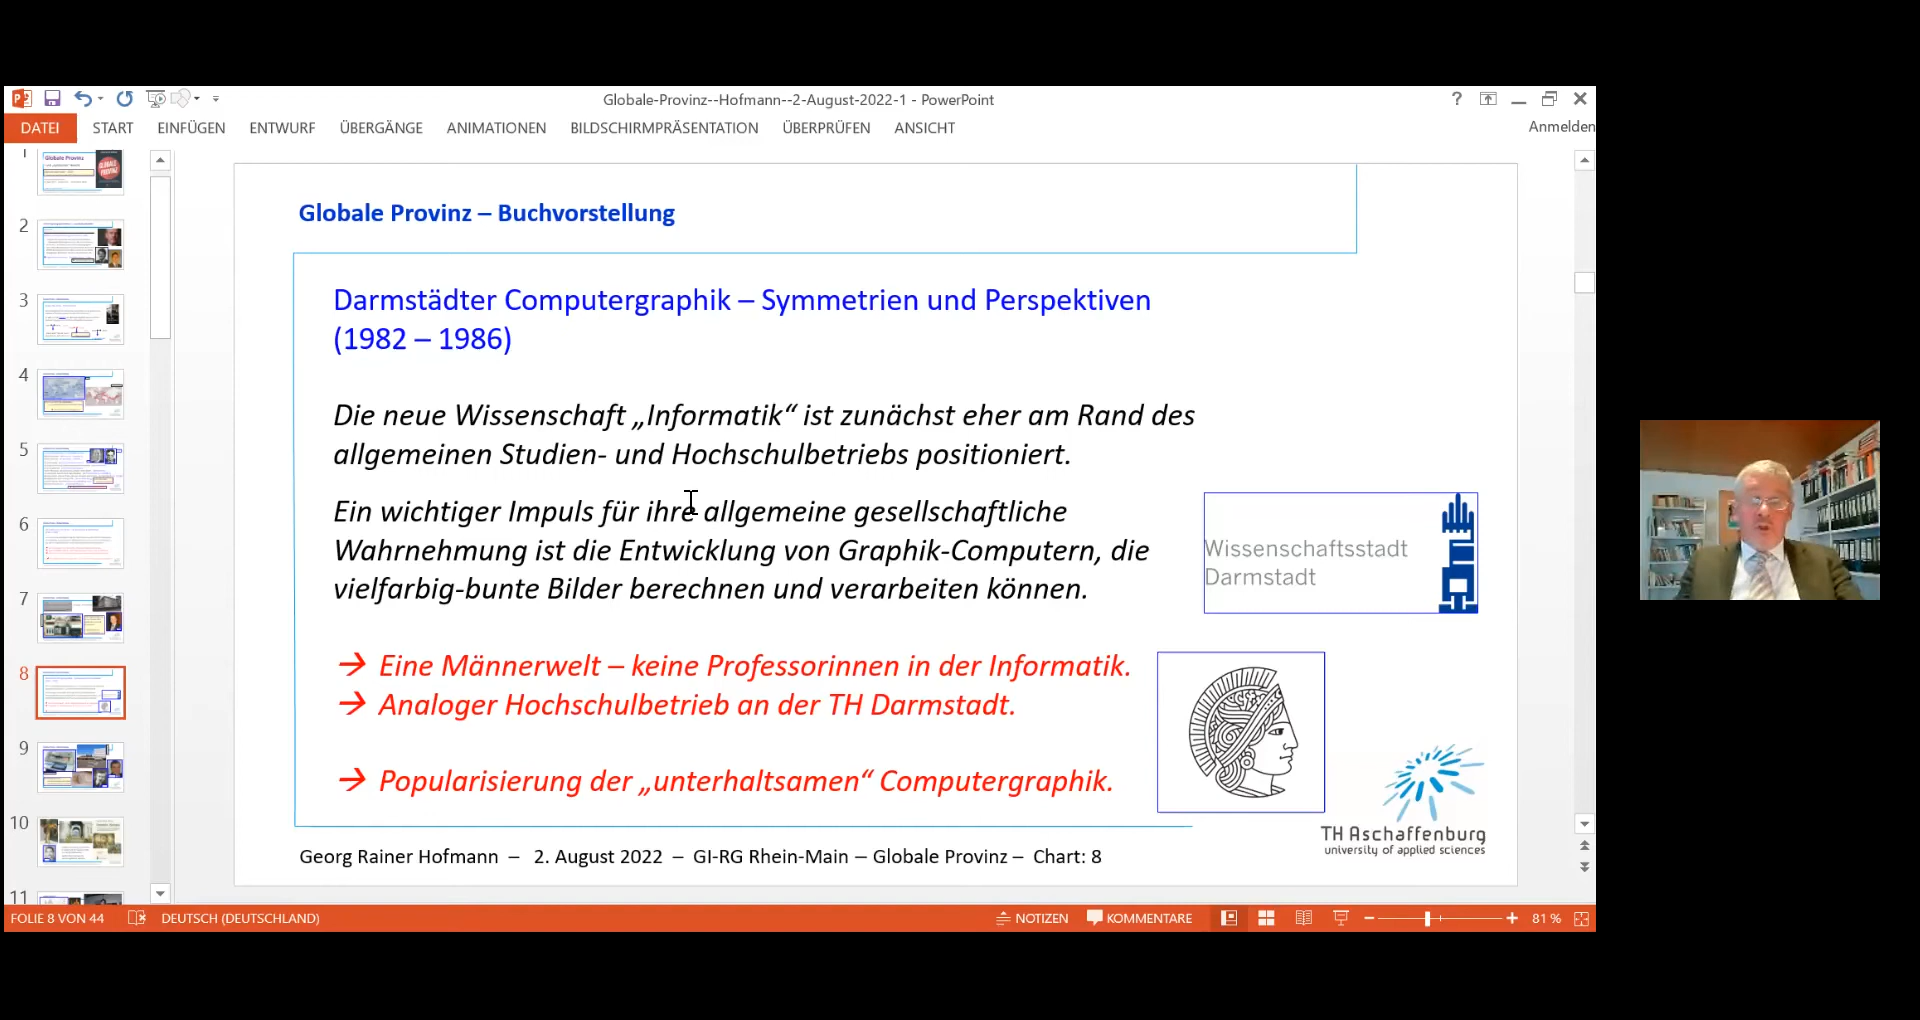 Globale-Provinz--Hofmann--2-August-2022-1 - PowerPoint
?
DATEI START EINFÜGEN ENTWURF ÜBERGÄNGE ANIMATIONEN BILDSCHIRMPRÄSENTATION ÜBERPRÜFEN ANSICHT Anmelden
1
2
3
4
5
6
7
8
9
10
11
Globale Provinz – Buchvorstellung
Darmstädter Computergraphik – Symmetrien und Perspektiven
(1982 – 1986)
Die neue Wissenschaft „Informatik“ ist zunächst eher am Rand des
allgemeinen Studien- und Hochschulbetriebs positioniert.
Ein wichtiger Impuls für ihre allgemeine gesellschaftliche
Wahrnehmung ist die Entwicklung von Graphik-Computern, die
vielfarbig-bunte Bilder berechnen und verarbeiten können.
Wissenschaftsstadt
Darmstadt
→ Eine Männerwelt – keine Professorinnen in der Informatik.
→ Analoger Hochschulbetrieb an der TH Darmstadt.
→ Popularisierung der „unterhaltsamen“ Computergraphik.
TH Aschaffenburg
university of applied sciences
Georg Rainer Hofmann – 2. August 2022 – GI-RG Rhein-Main – Globale Provinz – Chart: 8
FOLIE 8 VON 44 DEUTSCH (DEUTSCHLAND) NOTIZEN KOMMENTARE 81 %